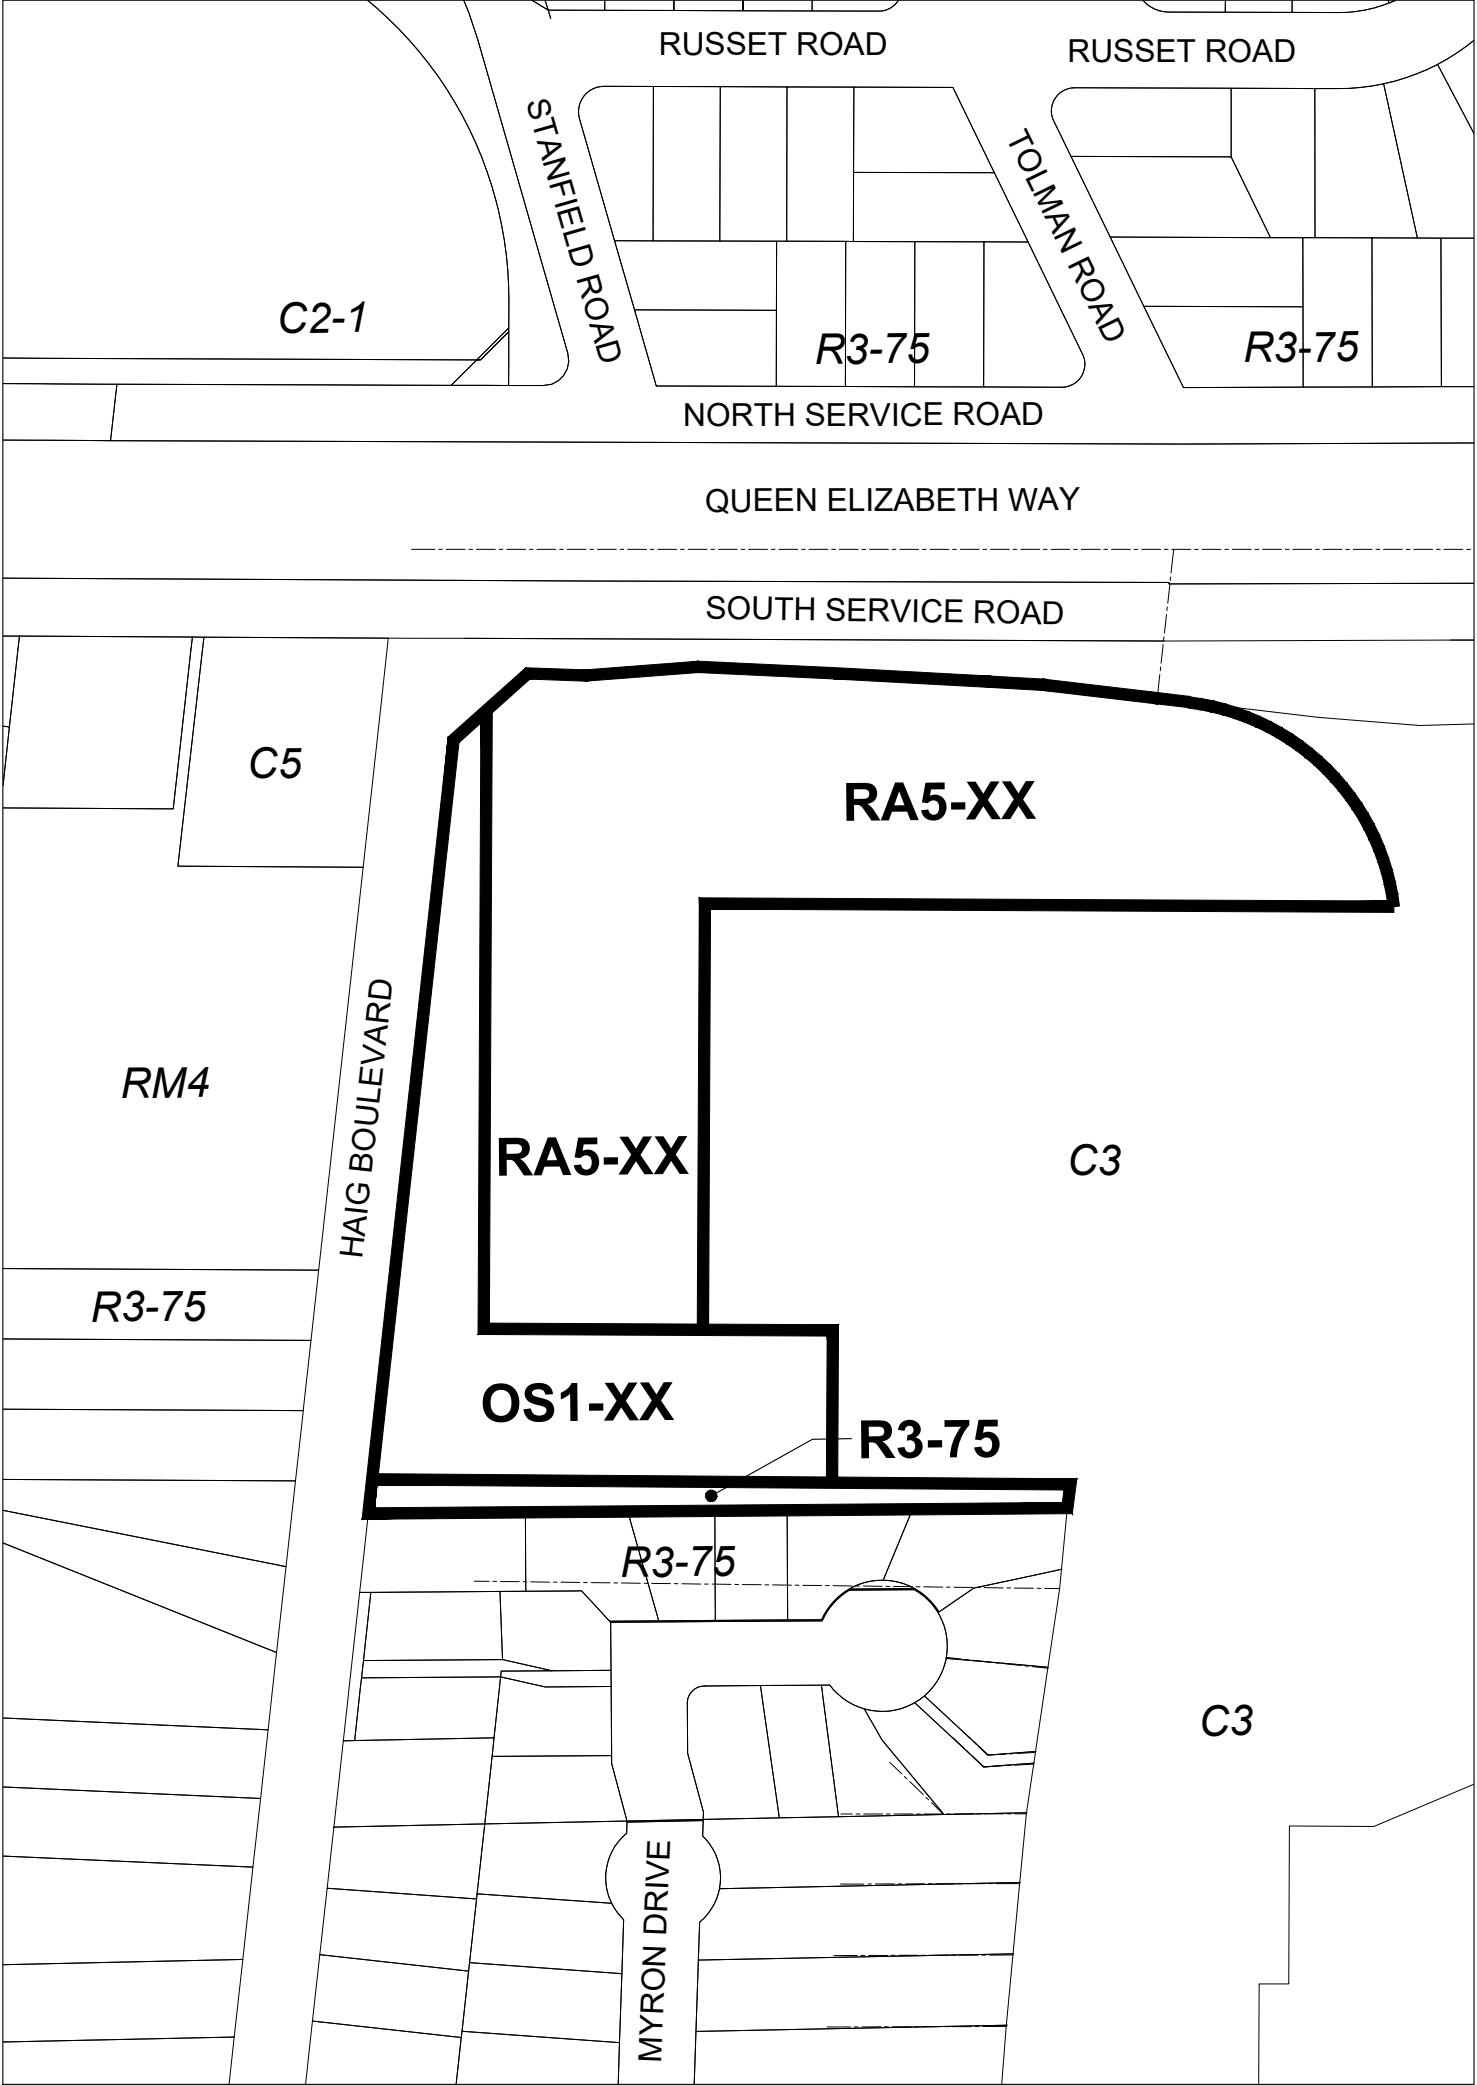 RUSSET ROAD
RUSSET ROAD
STANFIELD ROAD
TOLMAN ROAD
C2-1
R3-75
R3-75
NORTH SERVICE ROAD
QUEEN ELIZABETH WAY
SOUTH SERVICE ROAD
C5
RA5-XX
HAIG BOULEVARD
RM4
RA5-XX
C3
R3-75
OS1-XX
R3-75
R3-75
C3
MYRON DRIVE